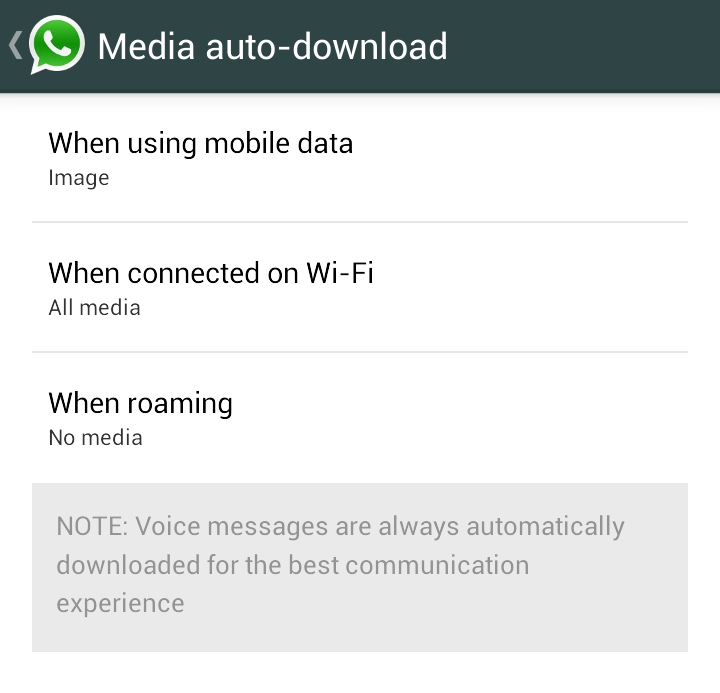 Media auto-download
When using mobile data
Image
When connected on Wi-Fi
All media
When roaming
No media
NOTE: Voice messages are always automatically
downloaded for the best communication
experience